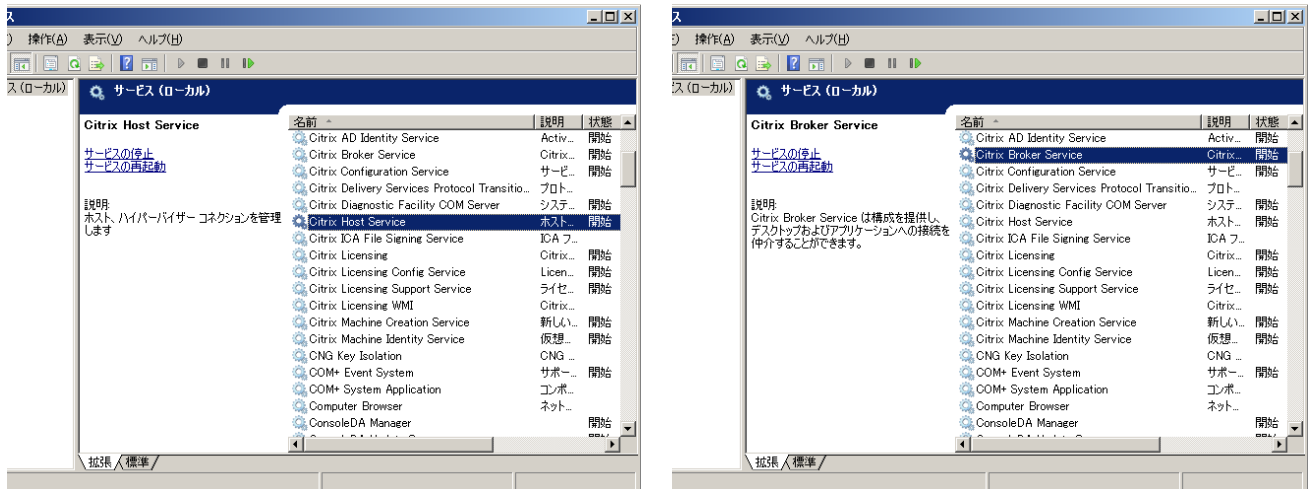 ス
) 操作(A) 表示(V) ヘルプ(H)
ス (ローカル)
サービス (ローカル)
Citrix Host Service
サービスの停止
サービスの再起動
説明:
ホスト、ハイパーバイザー コネクションを管理
します
名前 説明 状態
Citrix AD Identity Service Activ... 開始
Citrix Broker Service Citrix... 開始
Citrix Configuration Service サービ... 開始
Citrix Delivery Services Protocol Transitio... プロト...
Citrix Diagnostic Facility COM Server システ... 開始
Citrix Host Service ホスト... 開始
Citrix ICA File Signing Service ICA フ...
Citrix Licensing Citrix... 開始
Citrix Licensing Config Service Licen... 開始
Citrix Licensing Support Service ライセ... 開始
Citrix Licensing WMI Citrix...
Citrix Machine Creation Service 新しい... 開始
Citrix Machine Identity Service 仮想... 開始
CNG Key Isolation CNG ...
COM+ Event System サポー... 開始
COM+ System Application コンポ...
Computer Browser ネット...
ConsoleDA Manager 開始
拡張 標準
ス
) 操作(A) 表示(V) ヘルプ(H)
ス (ローカル)
サービス (ローカル)
Citrix Broker Service
サービスの停止
サービスの再起動
説明:
Citrix Broker Service は構成を提供し、
デスクトップおよびアプリケーションへの接続を
仲介することができます。
名前 説明 状態
Citrix AD Identity Service Activ... 開始
Citrix Broker Service Citrix... 開始
Citrix Configuration Service サービ... 開始
Citrix Delivery Services Protocol Transitio... プロト...
Citrix Diagnostic Facility COM Server システ... 開始
Citrix Host Service ホスト... 開始
Citrix ICA File Signing Service ICA フ...
Citrix Licensing Citrix... 開始
Citrix Licensing Config Service Licen... 開始
Citrix Licensing Support Service ライセ... 開始
Citrix Licensing WMI Citrix...
Citrix Machine Creation Service 新しい... 開始
Citrix Machine Identity Service 仮想... 開始
CNG Key Isolation CNG ...
COM+ Event System サポー... 開始
COM+ System Application コンポ...
Computer Browser ネット...
ConsoleDA Manager 開始
拡張 標準